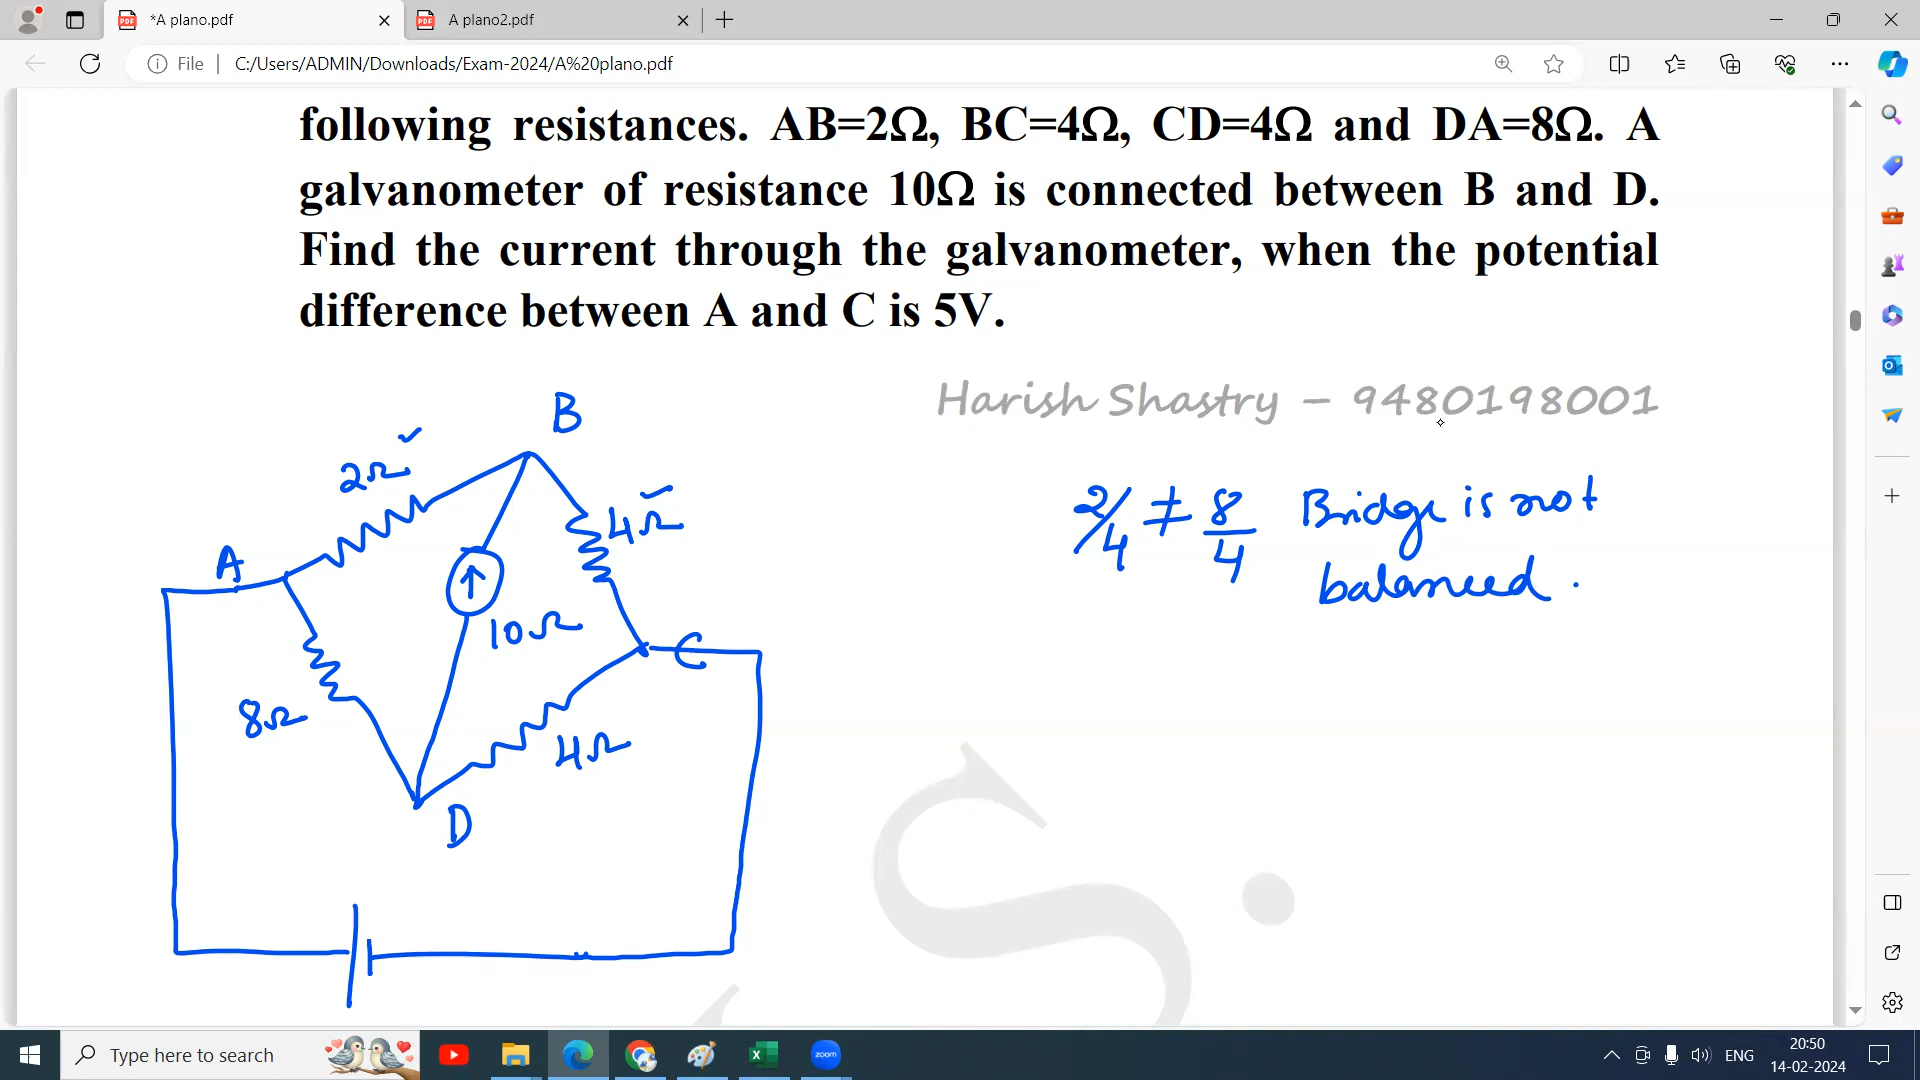 *A plano.pdf
A plano2.pdf
File
C:/Users/ADMIN/Downloads/Exam-2024/A%20plano.pdf
following resistances. AB=2Ω, BC=4Ω, CD=4Ω and DA=8Ω. A
galvanometer of resistance 10Ω is connected between B and D.
Find the current through the galvanometer, when the potential
difference between A and C is 5V.
Harish Shastry – 9480198001
B
2Ω
4Ω
A
10Ω
C
8Ω
4Ω
D
2/4 ≠ 8/4 Bridge is not
balanced.
S.
Type here to search
zoom
ENG
20:50
14-02-2024